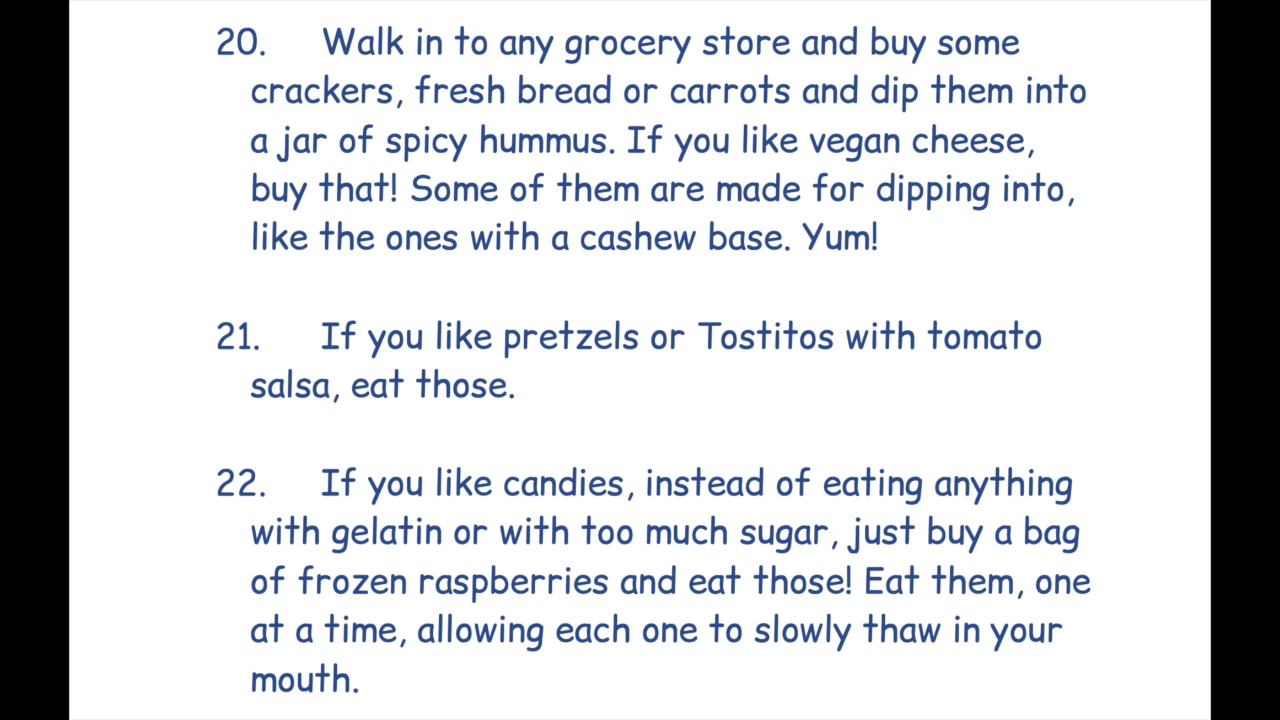 20. Walk in to any grocery store and buy some
crackers, fresh bread or carrots and dip them into
a jar of spicy hummus. If you like vegan cheese,
buy that! Some of them are made for dipping into,
like the ones with a cashew base. Yum!
21. If you like pretzels or Tostitos with tomato
salsa, eat those.
22. If you like candies, instead of eating anything
with gelatin or with too much sugar, just buy a bag
of frozen raspberries and eat those! Eat them, one
at a time, allowing each one to slowly thaw in your
mouth.